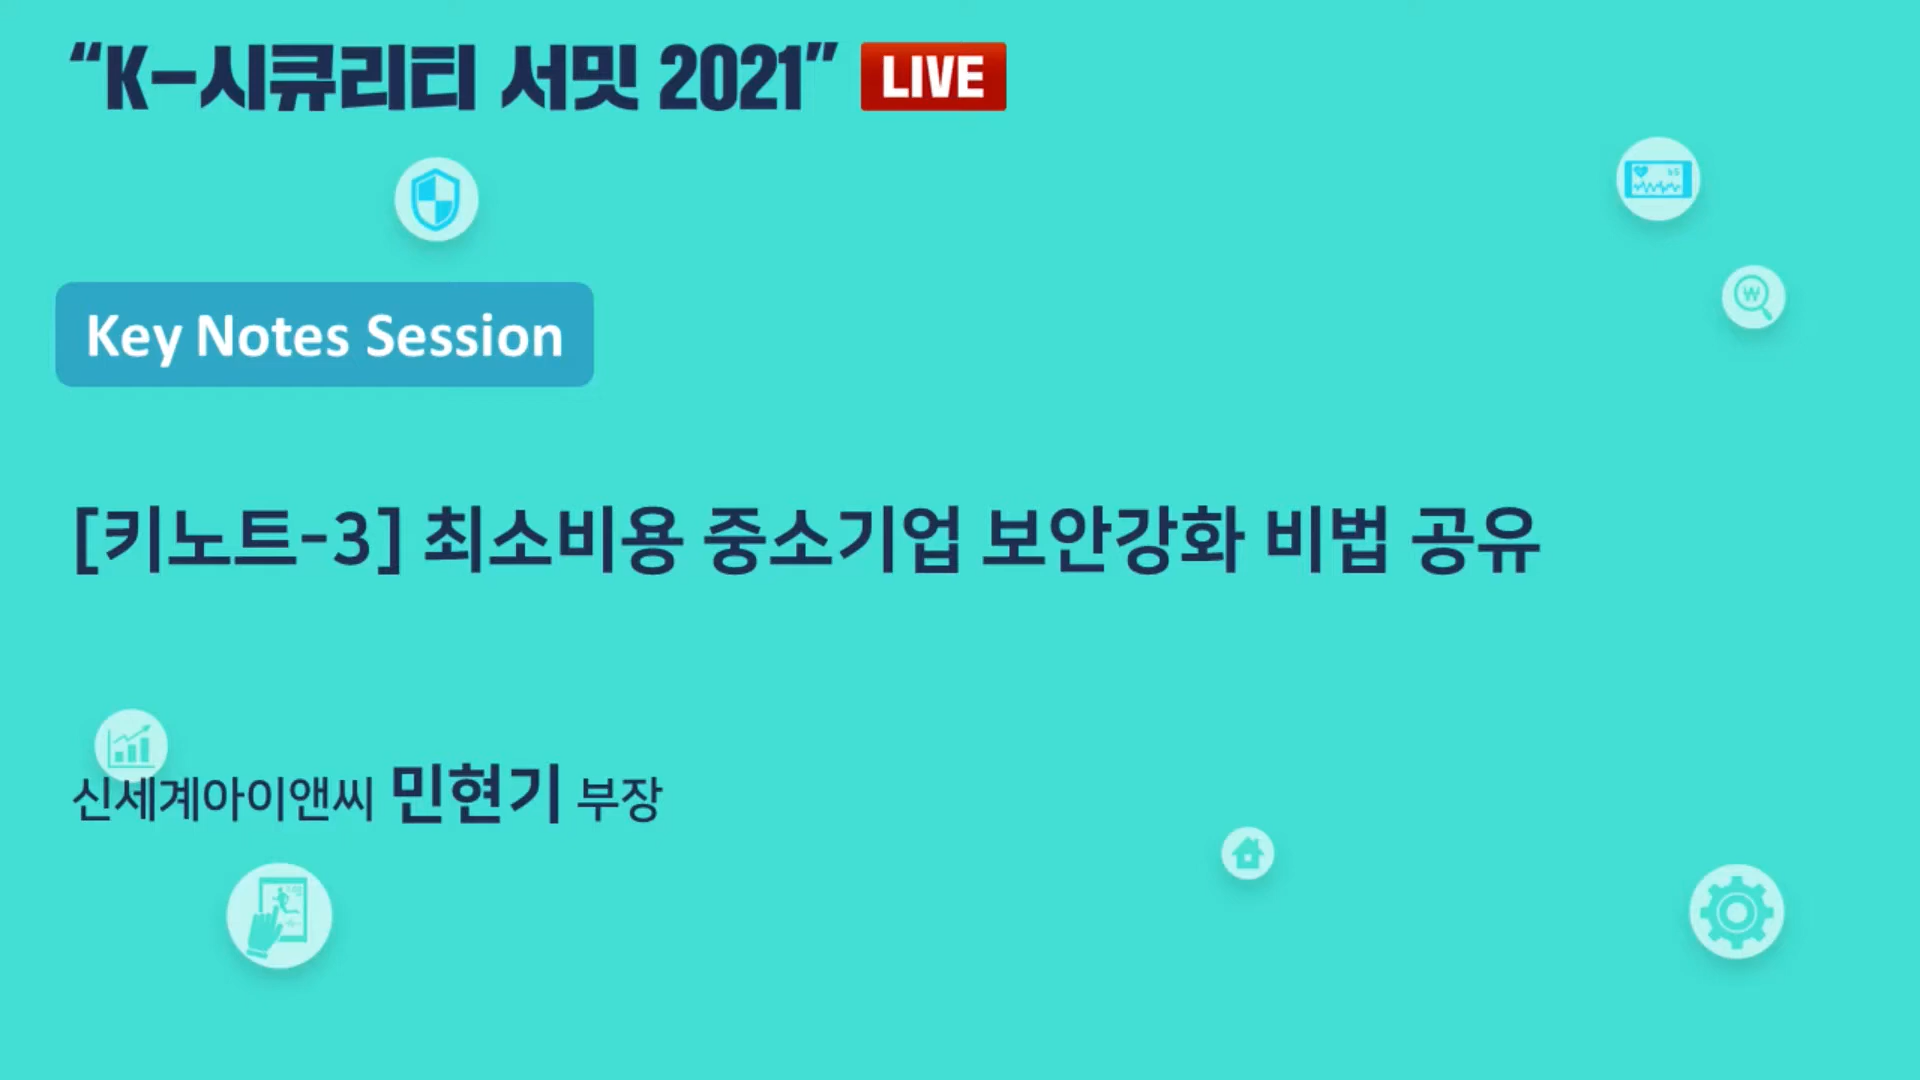 “K-시큐리티 서밋 2021” LIVE
Key Notes Session
[키노트-3] 최소비용 중소기업 보안강화 비법 공유
신세계아이앤씨 민현기 부장